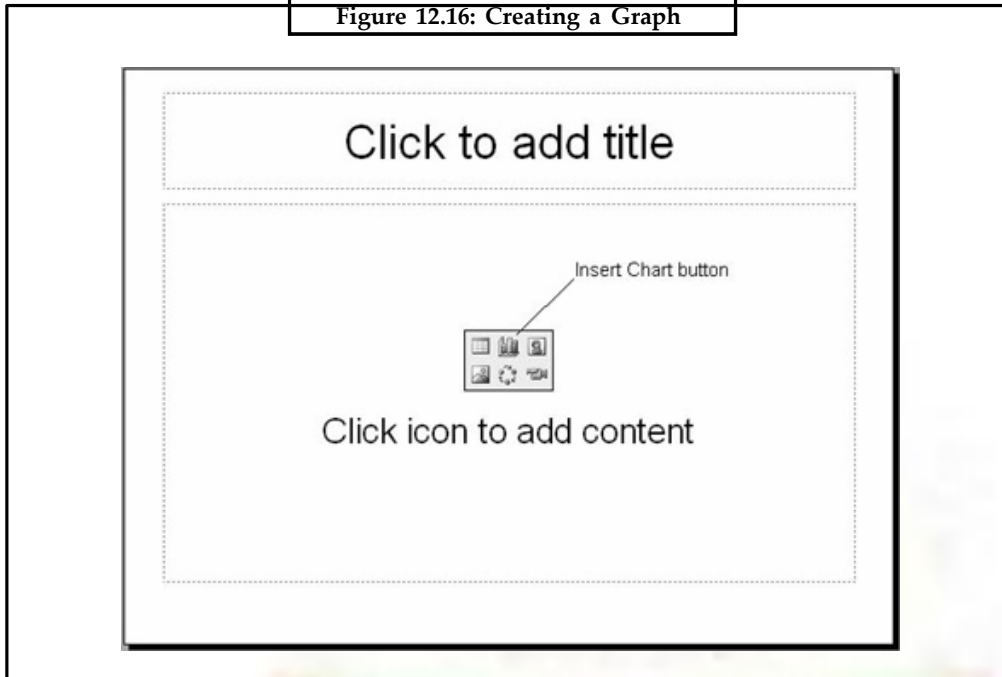 Figure 12.16: Creating a Graph
Click to add title
Insert Chart button
Click icon to add content